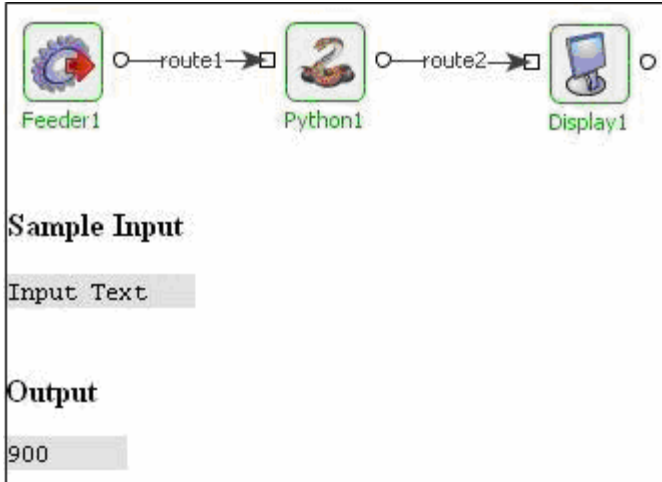 route1
route2
Feeder1
Python1
Display1
Sample Input
Input Text
Output
900